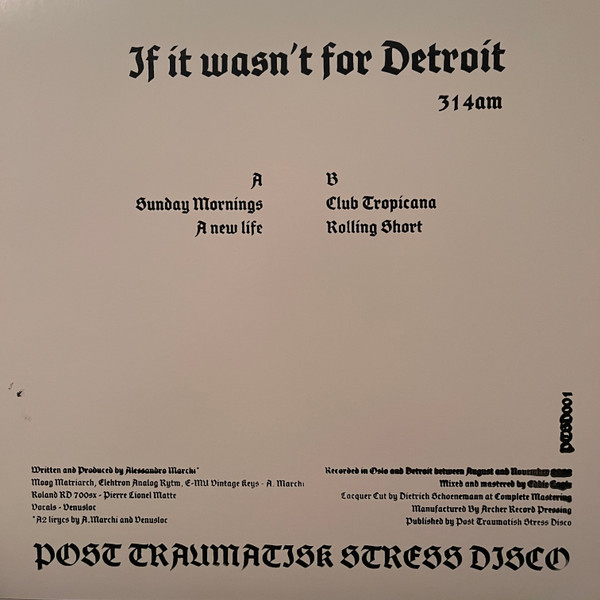 If it wasn't for Detroit
314am
A
Sunday Mornings
A new life
B
Club Tropicana
Rolling Short
PTSD001
Written and Produced by Alessandro Marchi*
Moog Matriarch, Elektron Analog Rytm, E-MU Vintage Keys - A. Marchi
Roland RD 700sx - Pierre Lionel Matte
Vocals - Venusloc
*A2 lirycs by A.Marchi and Venusloc
Recorded in Oslo and Detroit between August and November
Mixed and mastered by Eddie
Lacquer Cut by Dietrich Schoenemann at Complete Mastering
Manufactured By Archer Record Pressing
Published by Post Traumatisk Stress Disco
POST TRAUMATISK STRESS DISCO